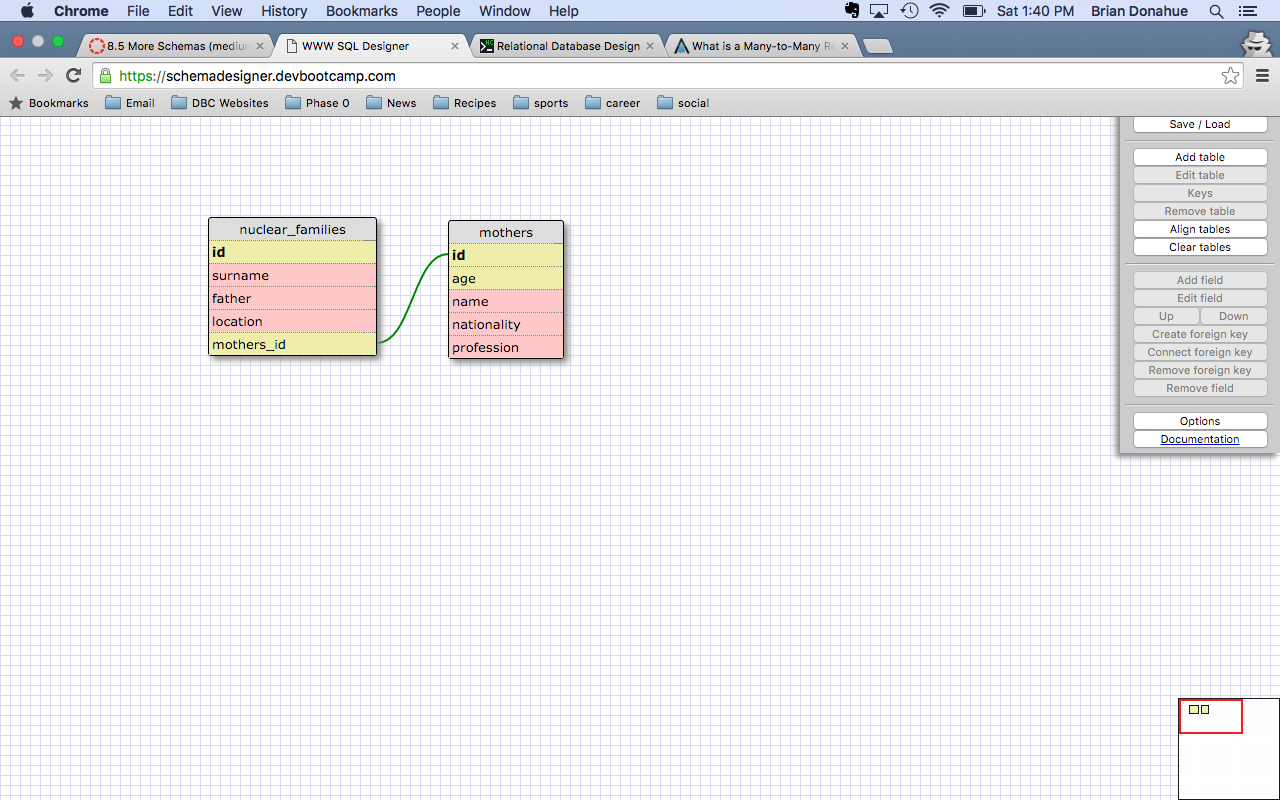 Chrome File Edit View History Bookmarks People Window Help Sat 1:40 PM Brian Donahue
8.5 More Schemas (medium WWW SQL Designer Relational Database Design What is a Many-to-Many Re
https://schemadesigner.devbootcamp.com
Bookmarks Email DBC Websites Phase 0 News Recipes sports career social
Save / Load
Add table
Edit table
Keys
Remove table
Align tables
Clear tables
Add field
Edit field
Up Down
Create foreign key
Connect foreign key
Remove foreign key
Remove field
Options
Documentation
nuclear_families
id
surname
father
location
mothers_id
mothers
id
age
name
nationality
profession